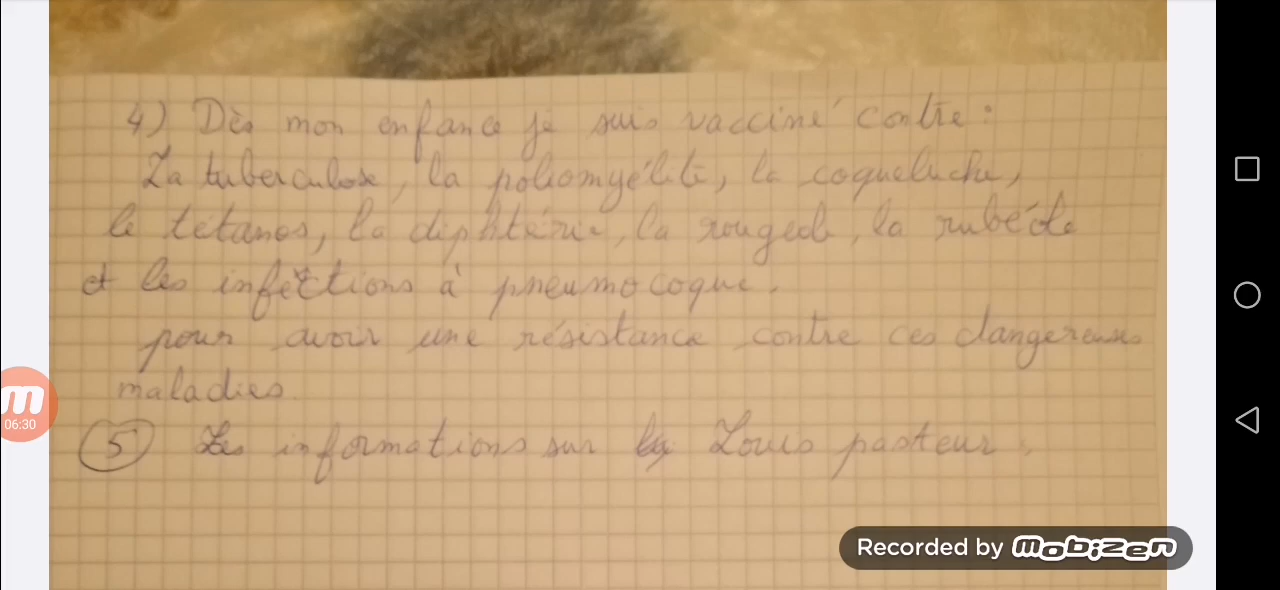 4) Dès mon enfance je suis vacciné contre :
La tuberculose, la poliomyélite, la coqueluche,
le tétanos, la diphtérie, la rougeole, la rubéole
et les infections à pneumocoque.
pour avoir une résistance contre ces dangereuses
maladies.
5 Les informations sur Louis pasteur.
06:30
Recorded by mobizen